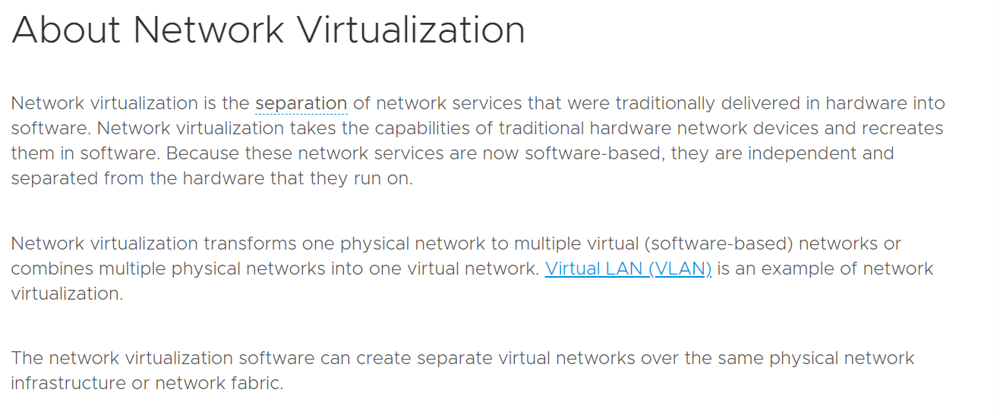 About Network Virtualization
Network virtualization is the separation of network services that were traditionally delivered in hardware into
software. Network virtualization takes the capabilities of traditional hardware network devices and recreates
them in software. Because these network services are now software-based, they are independent and
separated from the hardware that they run on.
Network virtualization transforms one physical network to multiple virtual (software-based) networks or
combines multiple physical networks into one virtual network. Virtual LAN (VLAN) is an example of network
virtualization.
The network virtualization software can create separate virtual networks over the same physical network
infrastructure or network fabric.